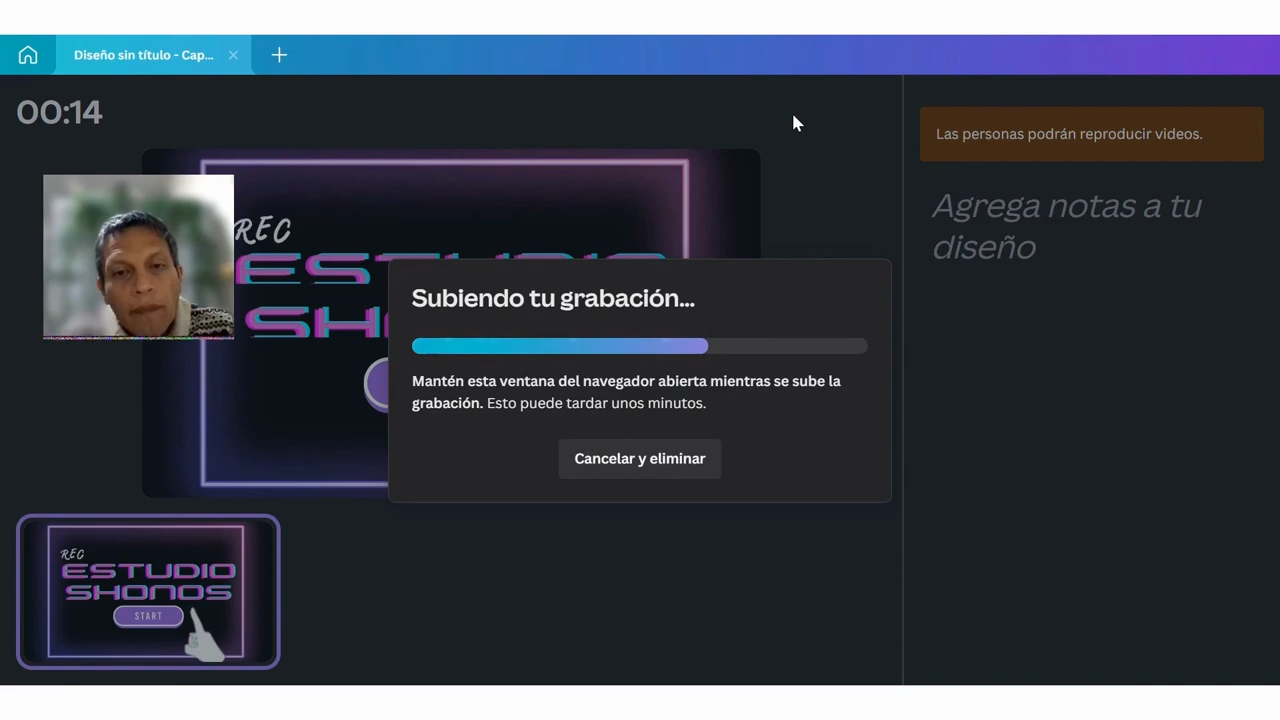 Diseño sin título - Cap...
00:14
Las personas podrán reproducir videos.
Agrega notas a tu
diseño
REC
ESTUDIO
SHO
Subiendo tu grabación...
Mantén esta ventana del navegador abierta mientras se sube la
grabación. Esto puede tardar unos minutos.
Cancelar y eliminar
REC
ESTUDIO
SHONOS
START